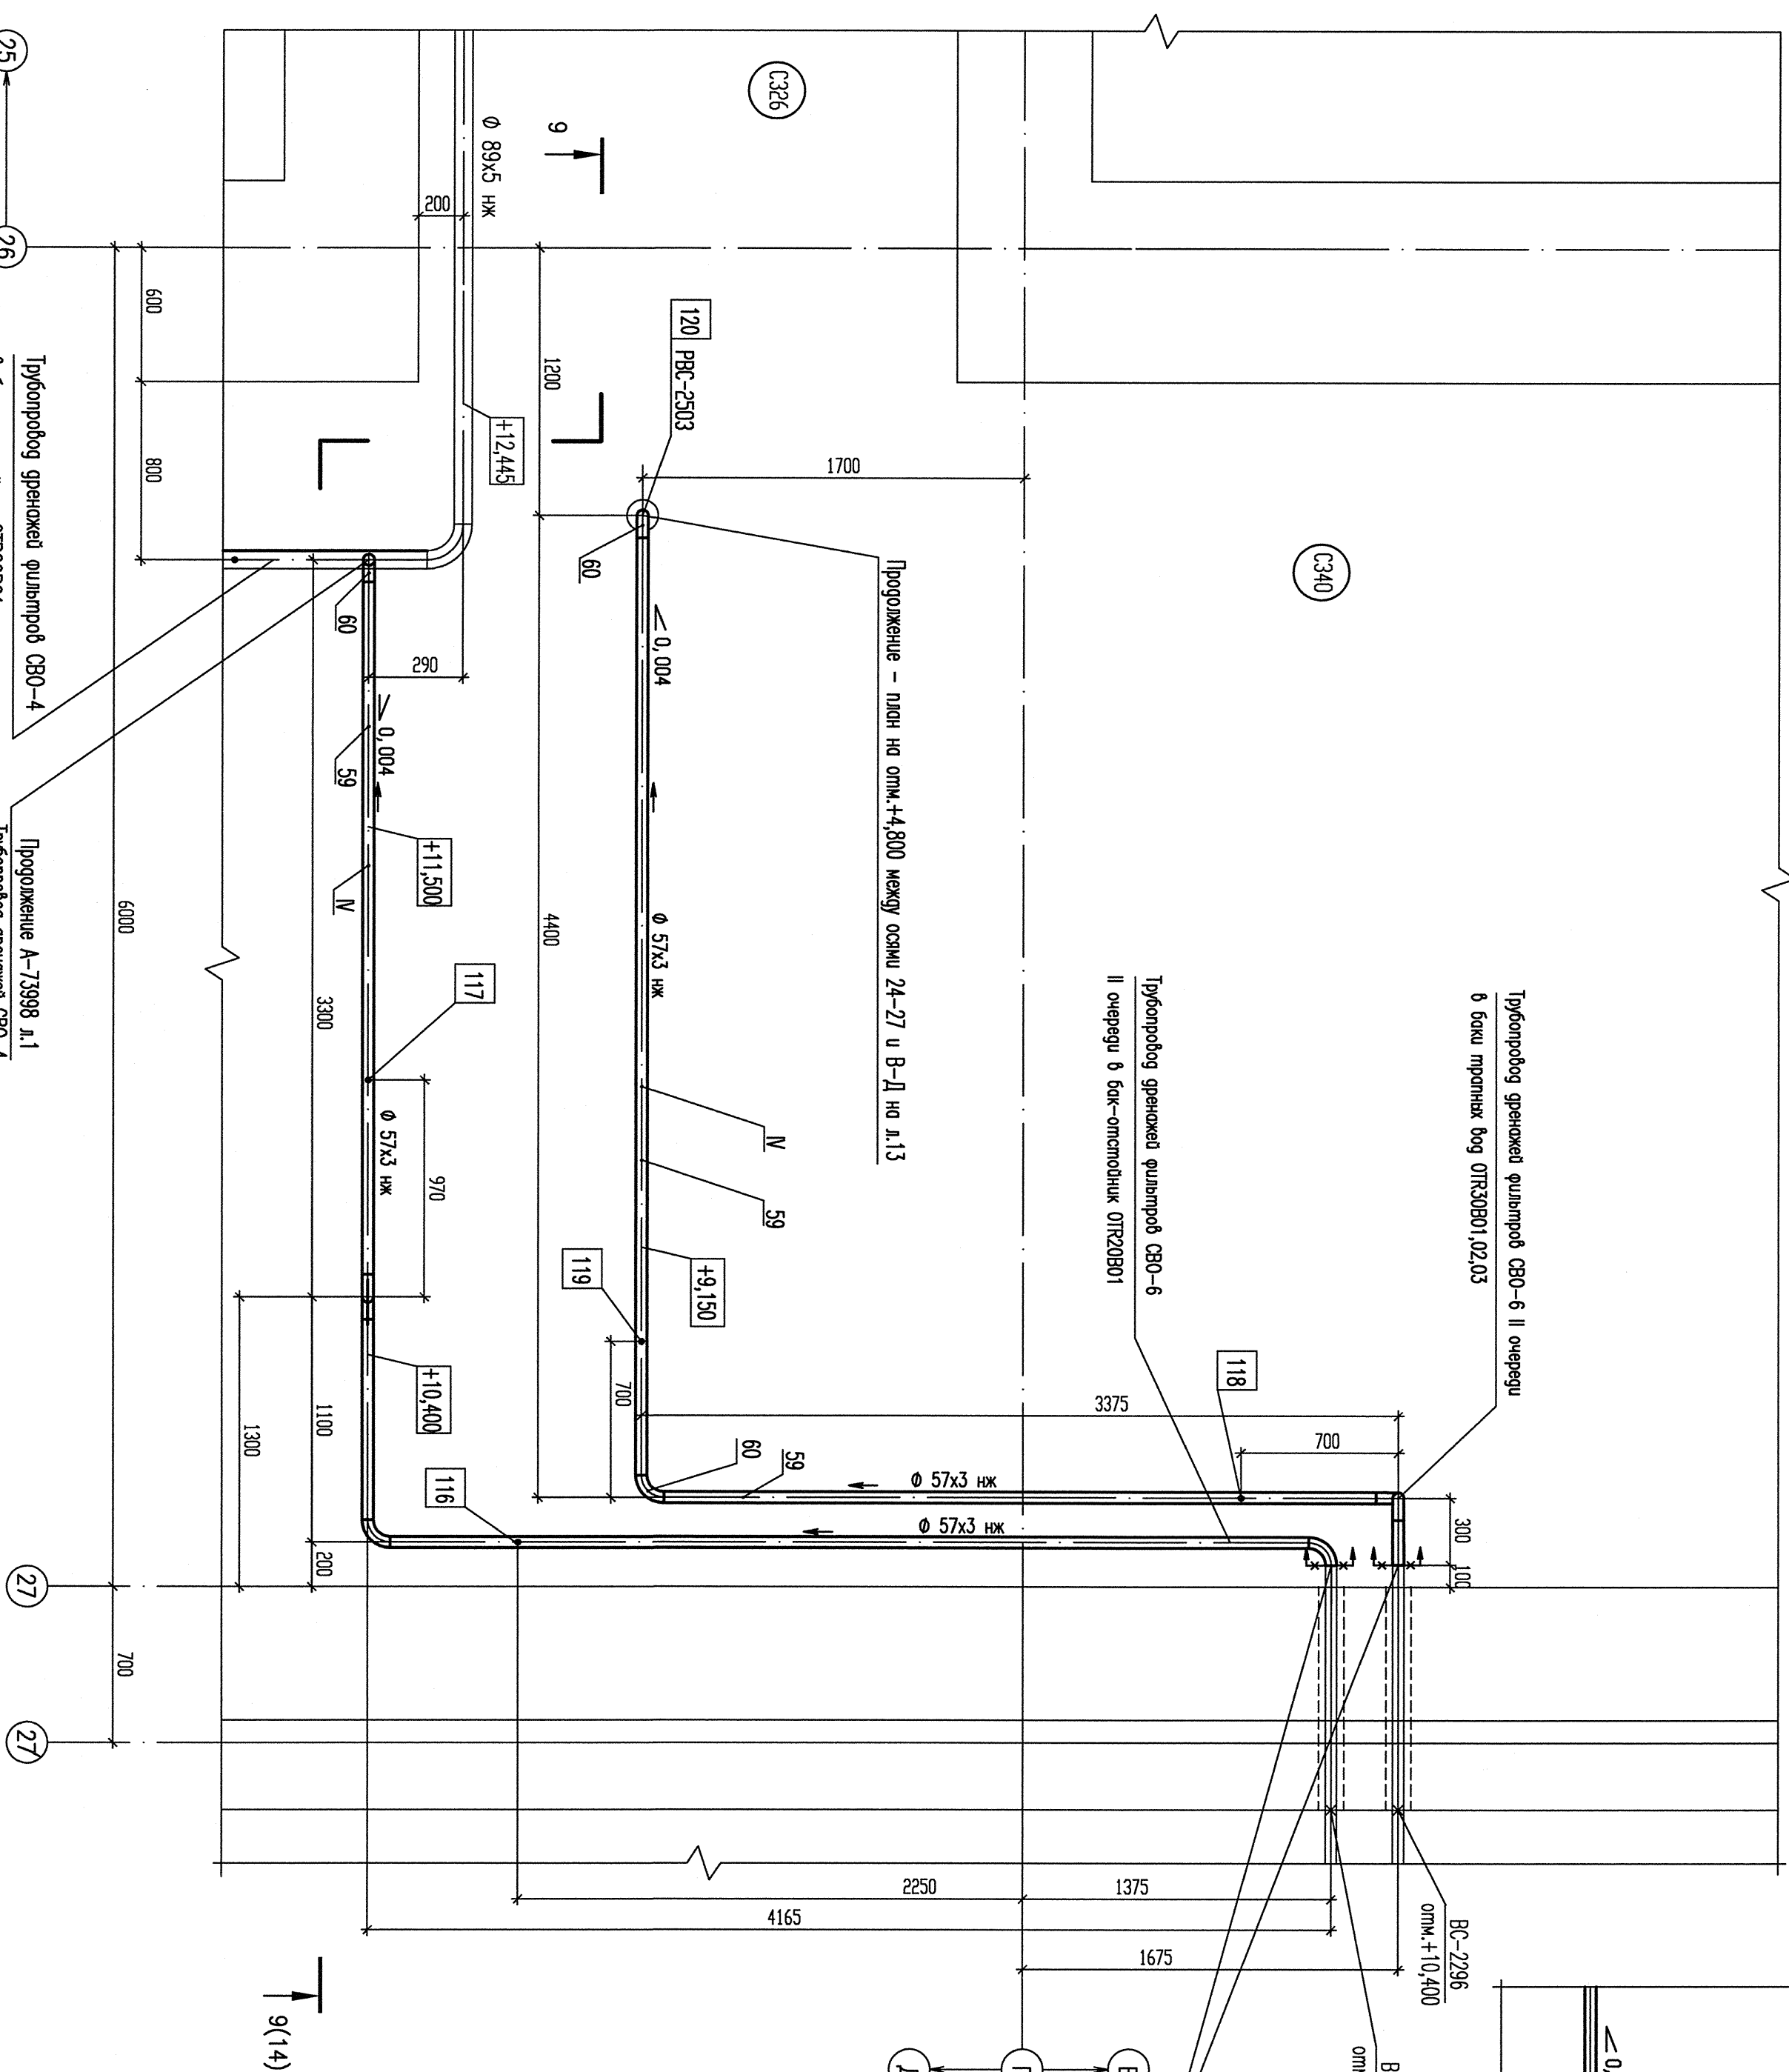 С326
С340
9
Ø 89x5 нж
200
25
26
600
800
1200
120 РВС-2503
+12,445
1700
60
60
290
0,004
0,004
59
+11,500
IV
Трубопровод дренажей фильтров СВО-4
Продолжение А-73998 л.1
Продолжение - план на отм.+4,800 между осями 24-27 и В-Д на л.13
6000
3300
4400
Ø 57x3 нж
117
Ø 57x3 нж
970
IV
59
119
+9,150
700
+10,400
1100
1300
200
116
60
59
Ø 57x3 нж
Ø 57x3 нж
3375
700
118
300
100
Трубопровод дренажей фильтров СВО-6
II очереди в бак-отстойник 0TR20B01
Трубопровод дренажей фильтров СВО-6 II очереди
в баки трапных вод 0TR30B01,02,03
27
700
27
2250
1375
4165
1675
ВС-2296
отм.+10,400
9(14)